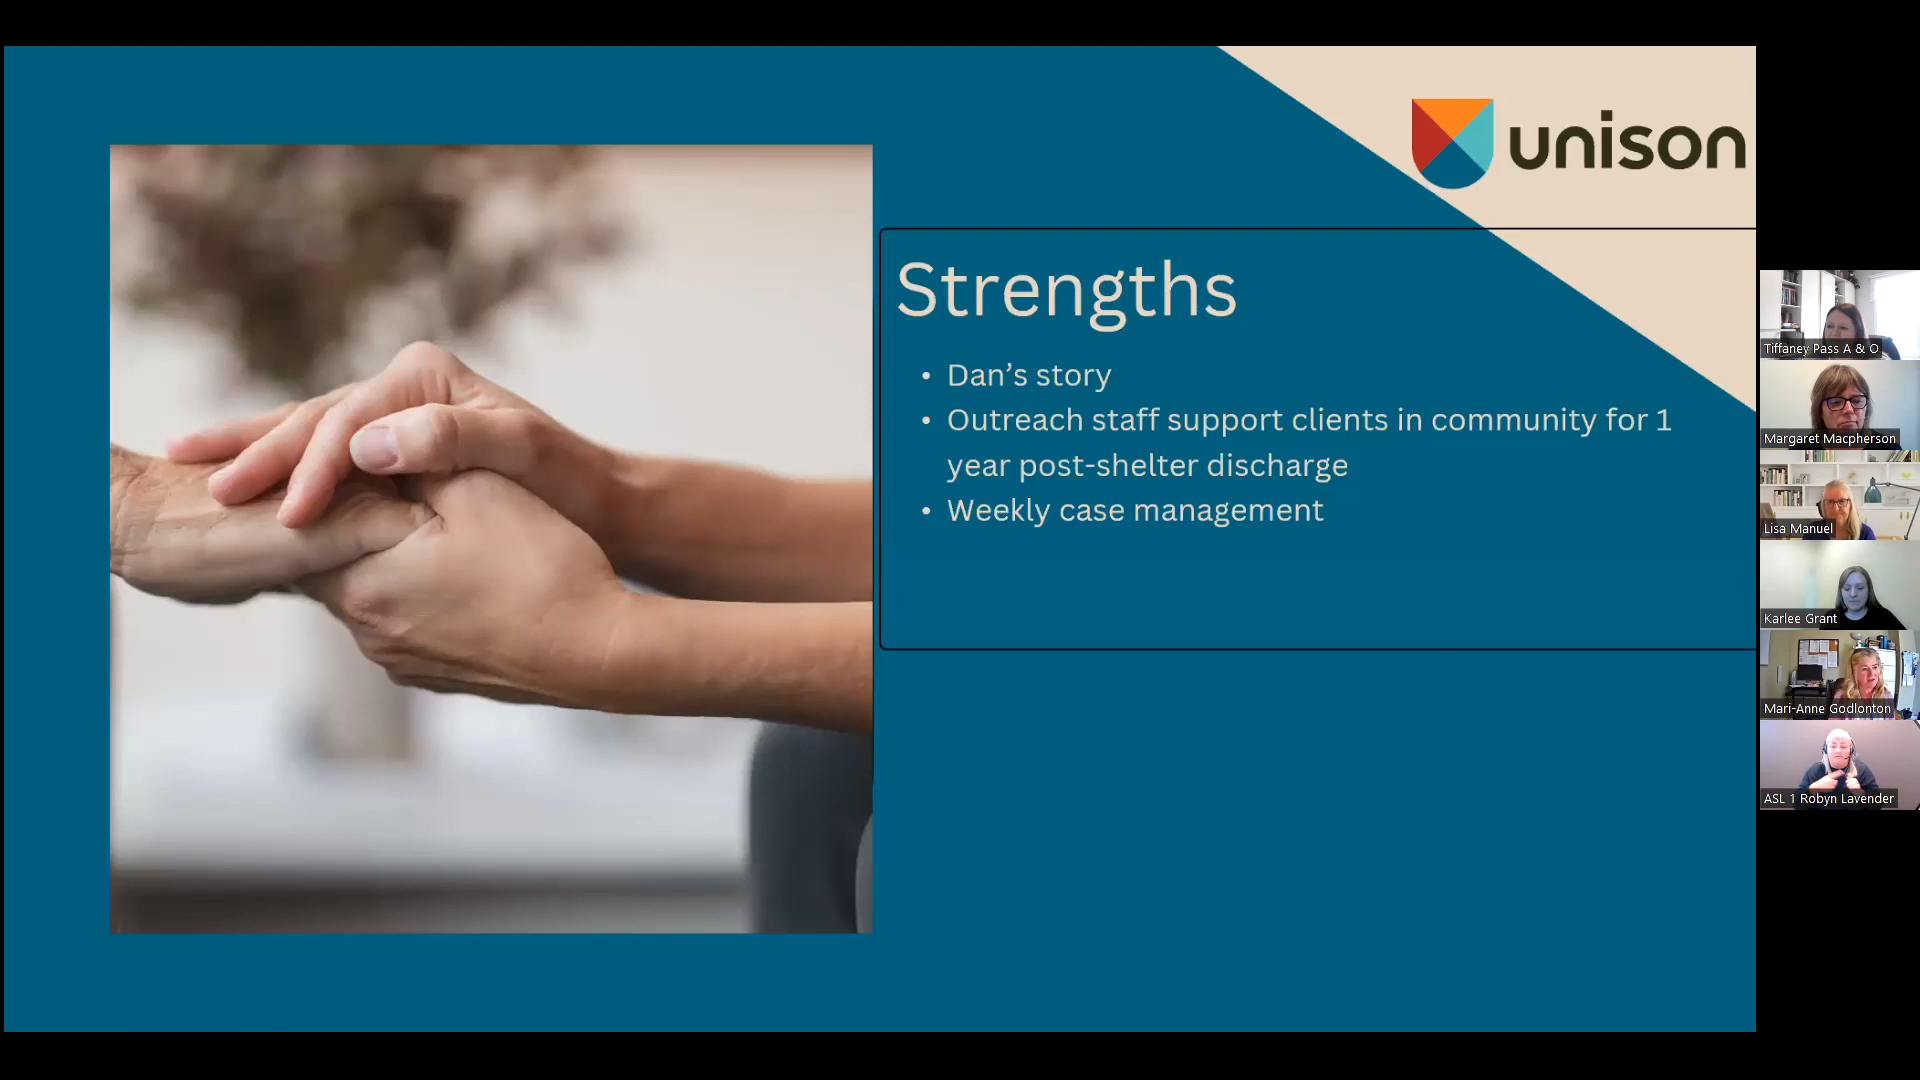 unison
Strengths
• Dan’s story
• Outreach staff support clients in community for 1
year post-shelter discharge
• Weekly case management
Tiffaney Pass A & O
Margaret Macpherson
Lisa Manuel
Karlee Grant
Mari-Anne Godlonton
ASL 1 Robyn Lavender